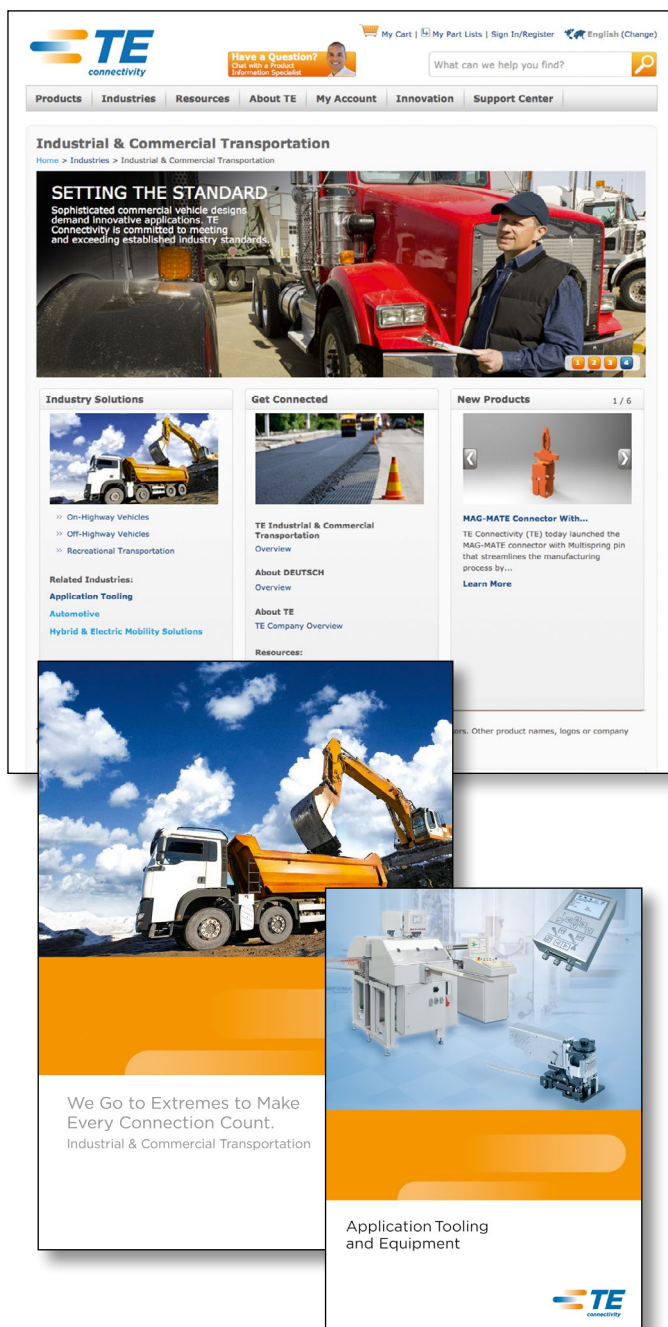 TE
connectivity
My Cart | My Part Lists | Sign In/Register English (Change)
Have a Question?
Chat with a Product
Information Specialist
What can we help you find?
Products Industries Resources About TE My Account Innovation Support Center
Industrial & Commercial Transportation
Home > Industries > Industrial & Commercial Transportation
SETTING THE STANDARD
Sophisticated commercial vehicle designs
demand innovative applications. TE
Connectivity is committed to meeting
and exceeding established industry standards.
1 2 3 4
Industry Solutions
>> On-Highway Vehicles
>> Off-Highway Vehicles
>> Recreational Transportation
Related Industries:
Application Tooling
Automotive
Hybrid & Electric Mobility Solutions
Get Connected
TE Industrial & Commercial
Transportation
Overview
About DEUTSCH
Overview
About TE
TE Company Overview
Resources:
New Products 1 / 6
MAG-MATE Connector With...
TE Connectivity (TE) today launched the
MAG-MATE connector with Multispring pin
that streamlines the manufacturing
process by...
Learn More
Other product names, logos or company
We Go to Extremes to Make
Every Connection Count.
Industrial & Commercial Transportation
Application Tooling
and Equipment
TE
connectivity